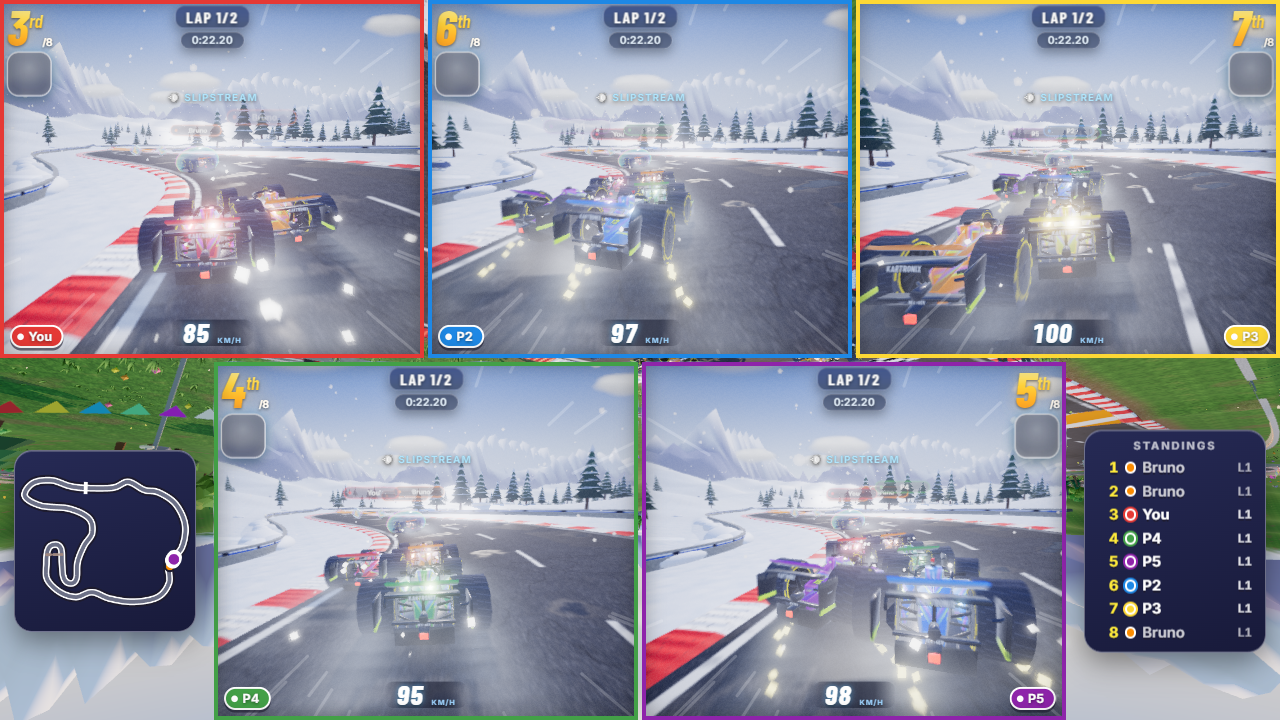 3rd /8
LAP 1/2
0:22.20
SLIPSTREAM
Bruno
85 KM/H
You
6th /8
LAP 1/2
0:22.20
SLIPSTREAM
You
97 KM/H
P2
7th /8
LAP 1/2
0:22.20
SLIPSTREAM
KARTRONIX
100 KM/H
P3
4th /8
LAP 1/2
0:22.20
SLIPSTREAM
You
Bruno
95 KM/H
P4
5th /8
LAP 1/2
0:22.20
SLIPSTREAM
98 KM/H
P5
STANDINGS
1 Bruno L1
2 Bruno L1
3 You L1
4 P4 L1
5 P5 L1
6 P2 L1
7 P3 L1
8 Bruno L1